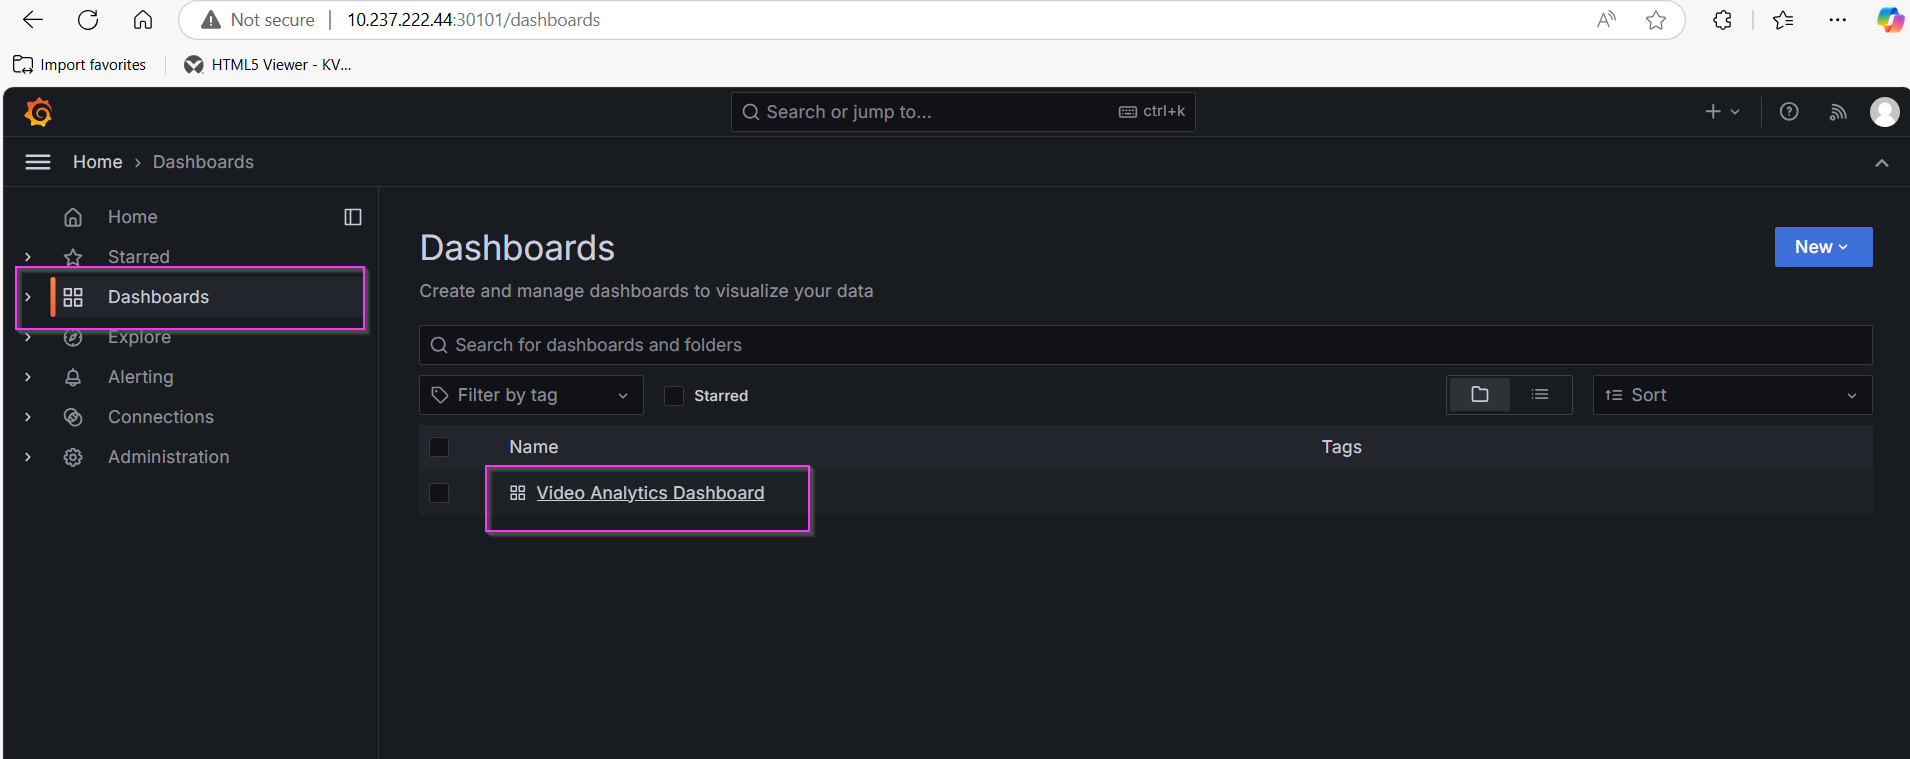 Not secure
10.237.222.44:30101/dashboards
Import favorites
HTML5 Viewer - KV...
Search or jump to...
ctrl+k
Home › Dashboards
Home
Starred
Dashboards
Explore
Alerting
Connections
Administration
Dashboards
New
Create and manage dashboards to visualize your data
Search for dashboards and folders
Filter by tag
Starred
Sort
Name
Tags
Video Analytics Dashboard